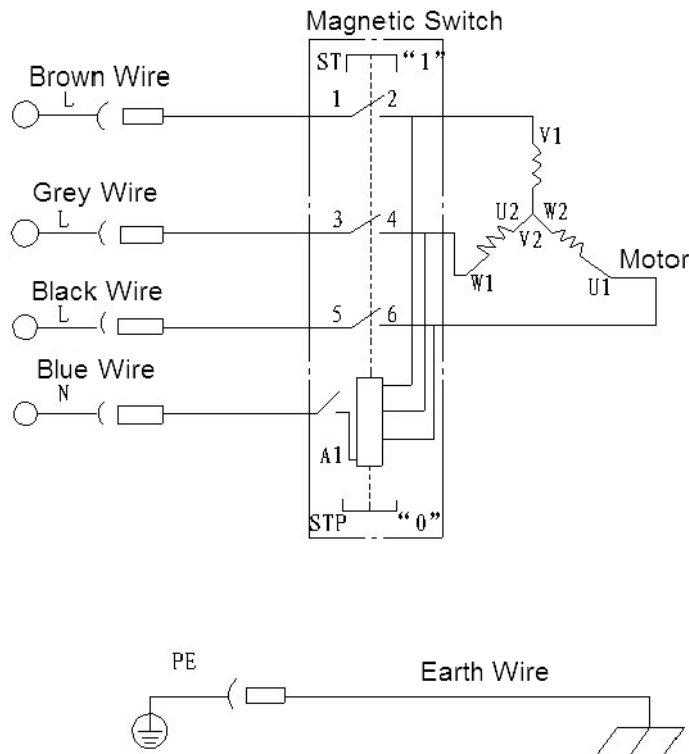 Magnetic Switch
ST “1”
Brown Wire
L
1 2
V1
Grey Wire
L
3 4
U2 W2
V2
W1
U1
Motor
Black Wire
L
5 6
Blue Wire
N
A1
STP “0”
PE
Earth Wire